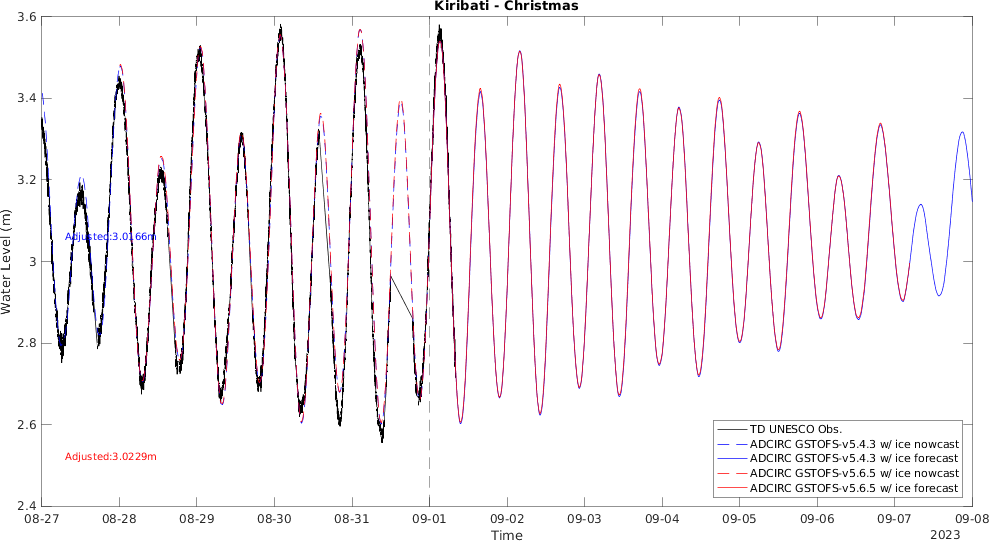 Kiribati - Christmas
3.6
3.4
3.2
3
2.8
2.6
2.4
Water Level (m)
Adjusted:3.0166m
Adjusted:3.0229m
TD UNESCO Obs.
ADCIRC GSTOFS-v5.4.3 w/ ice nowcast
ADCIRC GSTOFS-v5.4.3 w/ ice forecast
ADCIRC GSTOFS-v5.6.5 w/ ice nowcast
ADCIRC GSTOFS-v5.6.5 w/ ice forecast
08-27 08-28 08-29 08-30 08-31 09-01 09-02 09-03 09-04 09-05 09-06 09-07 09-08
Time
2023